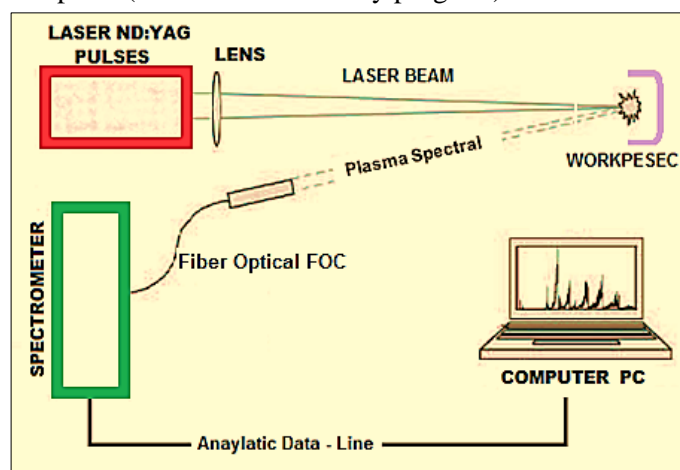 LASER ND:YAG
PULSES
LENS
LASER BEAM
Plasma Spectral
WORKPESEC
SPECTROMETER
Fiber Optical FOC
COMPUTER PC
Anaylatic Data - Line